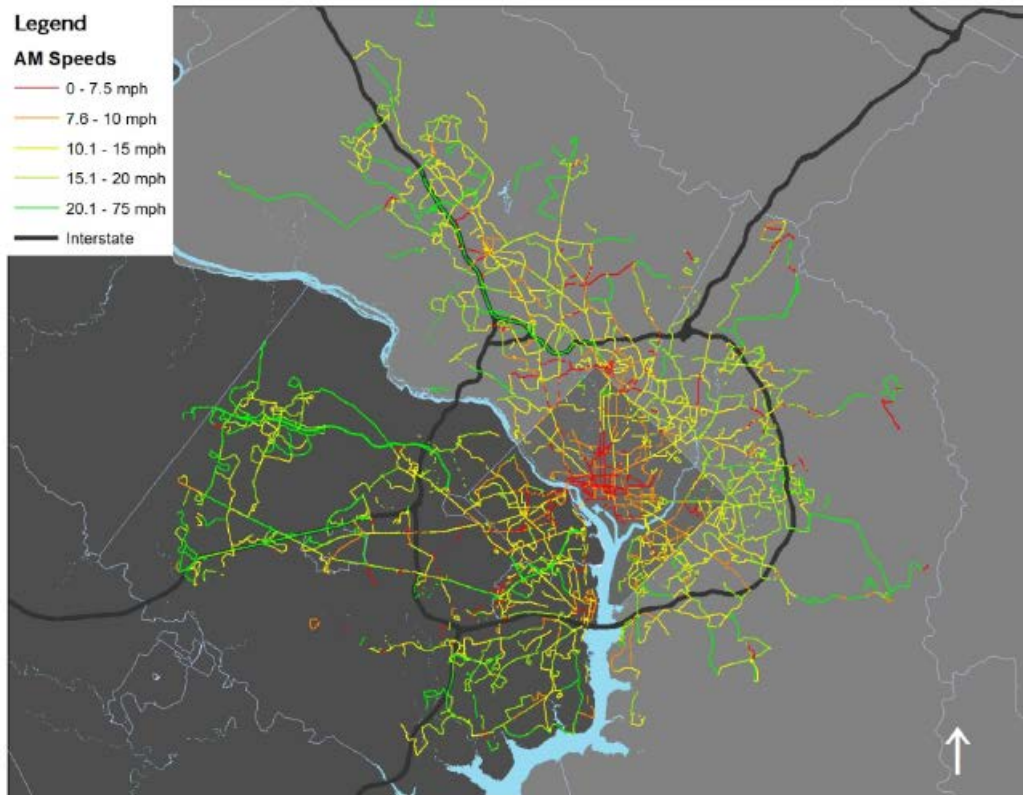 Legend
AM Speeds
0 - 7.5 mph
7.6 - 10 mph
10.1 - 15 mph
15.1 - 20 mph
20.1 - 75 mph
Interstate